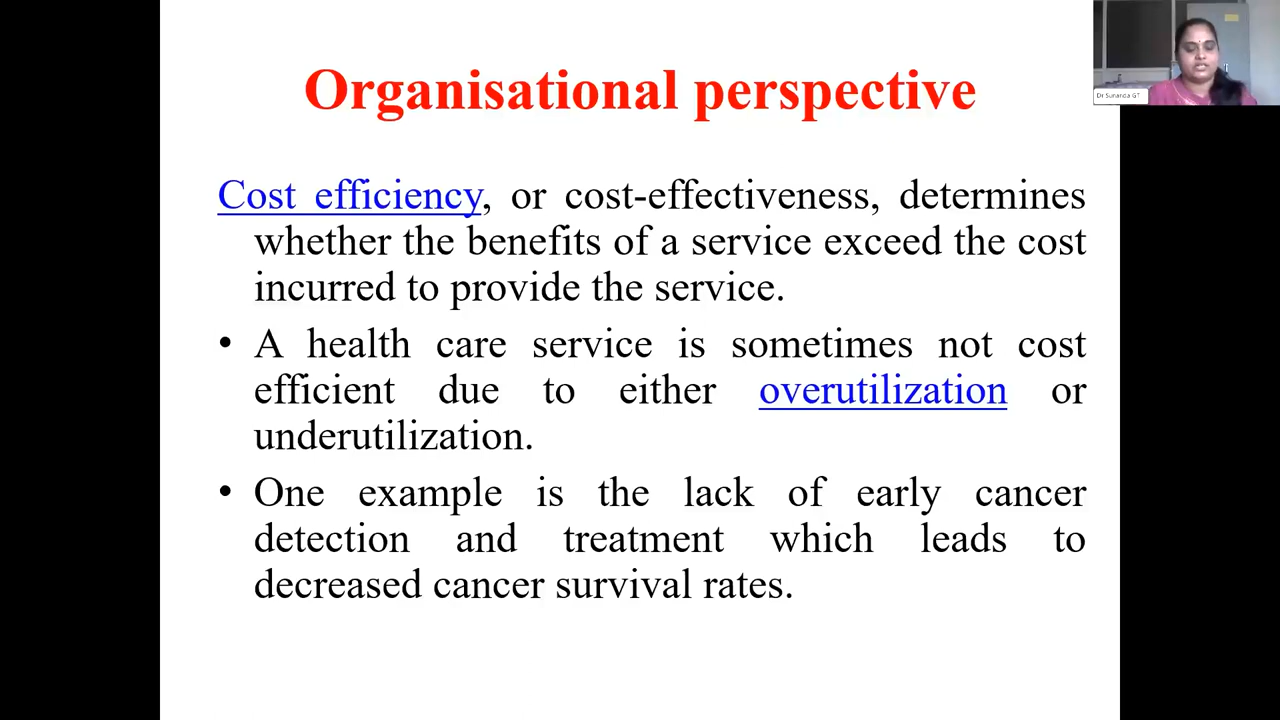 Organisational perspective
Cost efficiency, or cost-effectiveness, determines
whether the benefits of a service exceed the cost
incurred to provide the service.
• A health care service is sometimes not cost
efficient due to either overutilization or
underutilization.
• One example is the lack of early cancer
detection and treatment which leads to
decreased cancer survival rates.
Dr Sunanda GT